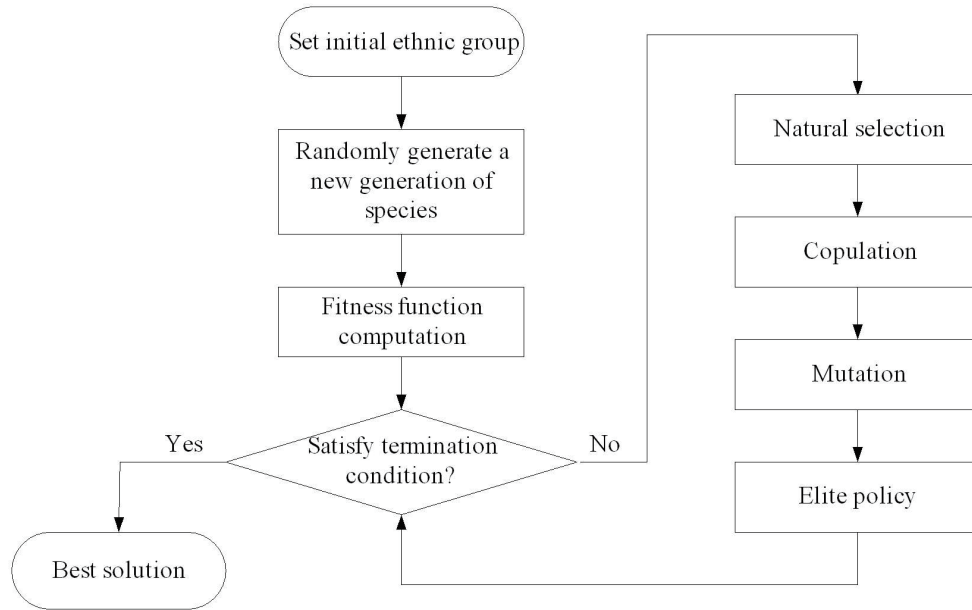 Set initial ethnic group
Randomly generate a
new generation of
species
Fitness function
computation
Satisfy termination
condition?
Yes
No
Best solution
Natural selection
Copulation
Mutation
Elite policy